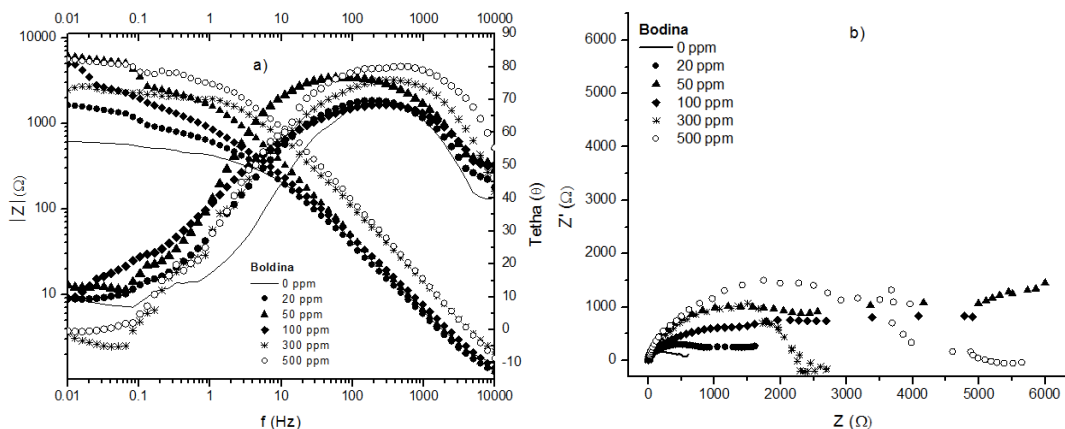 0.01 0.1 1 10 100 1000 10000
10000
1000
100
10
|Z| (Ω)
a)
90
80
70
60
50
40
30
20
10
0
-10
Tetha (θ)
Boldina
0 ppm
20 ppm
50 ppm
100 ppm
300 ppm
500 ppm
0.01 0.1 1 10 100 1000 10000
f (Hz)
b)
Bodina
0 ppm
20 ppm
50 ppm
100 ppm
300 ppm
500 ppm
6000
5000
4000
3000
2000
1000
0
Z' (Ω)
0 1000 2000 3000 4000 5000 6000
Z (Ω)